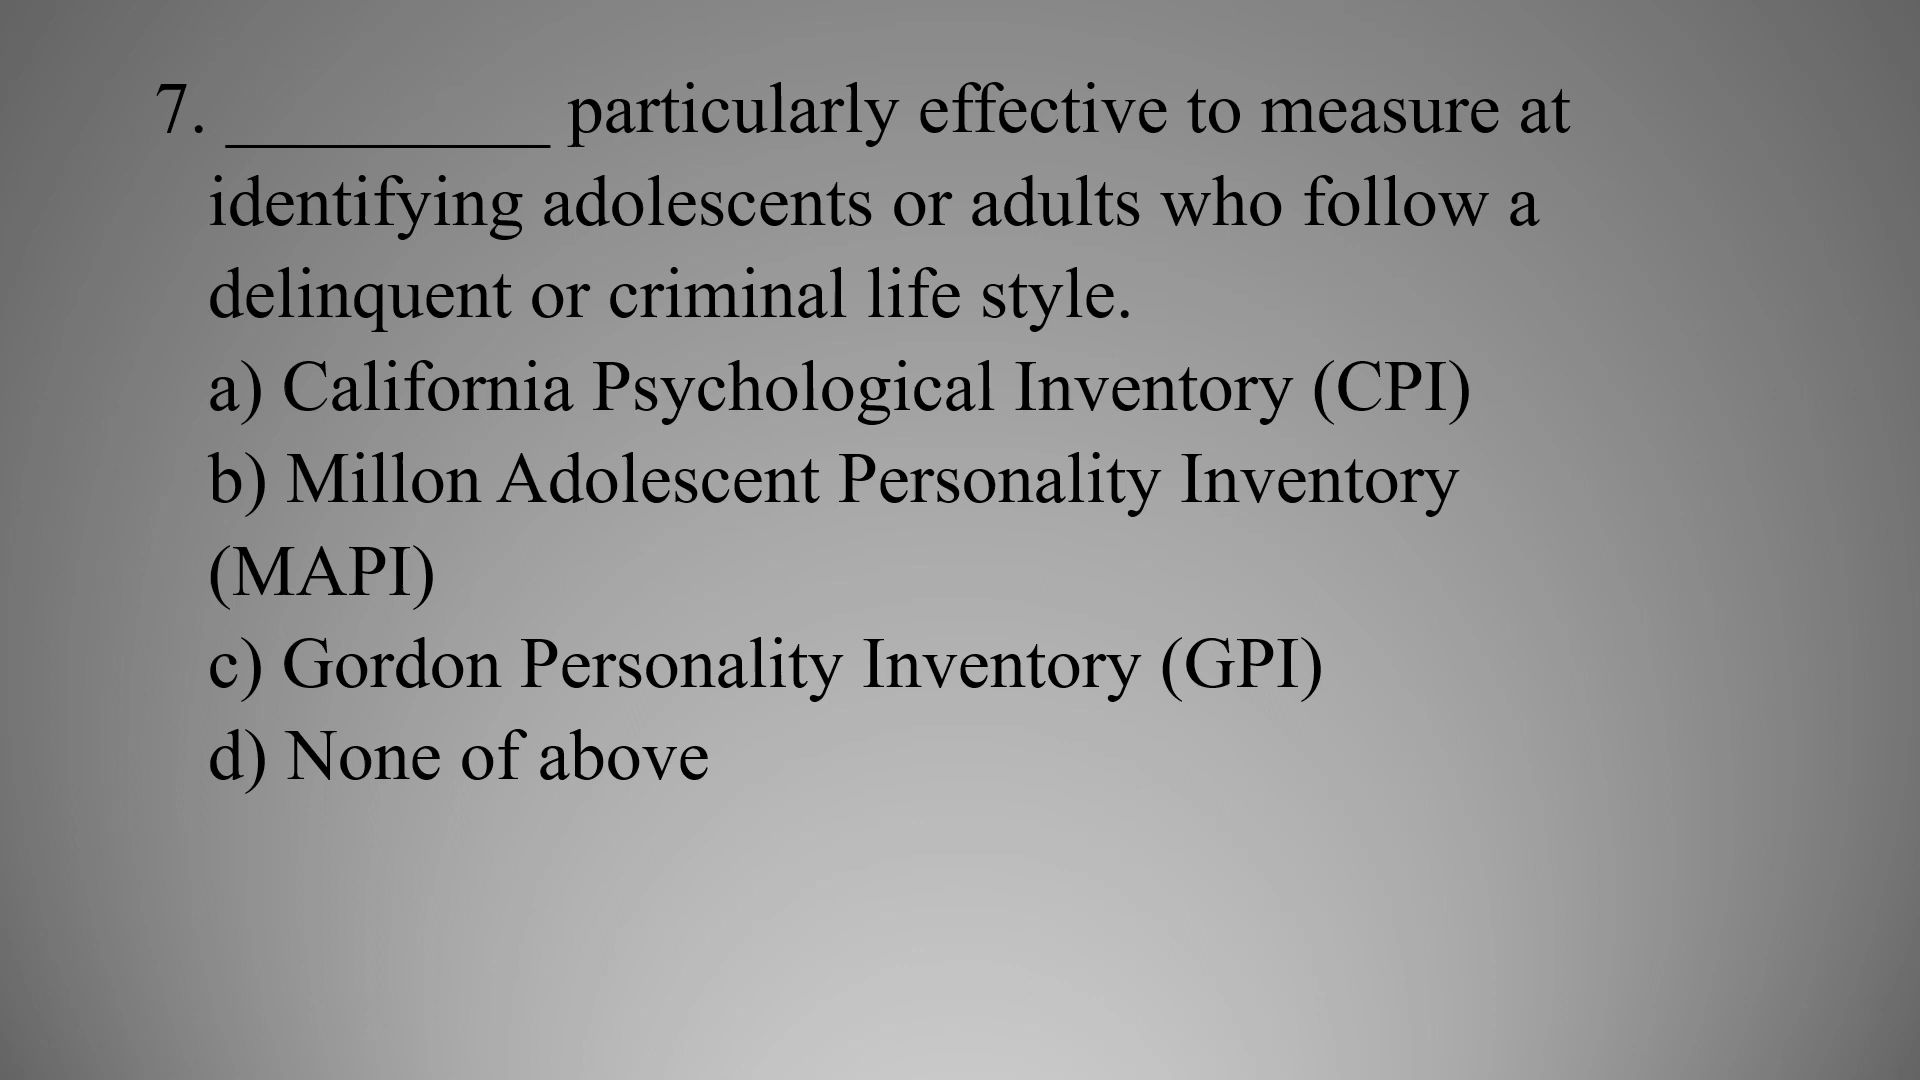 7. __________ particularly effective to measure at
identifying adolescents or adults who follow a
delinquent or criminal life style.
a) California Psychological Inventory (CPI)
b) Millon Adolescent Personality Inventory
(MAPI)
c) Gordon Personality Inventory (GPI)
d) None of above